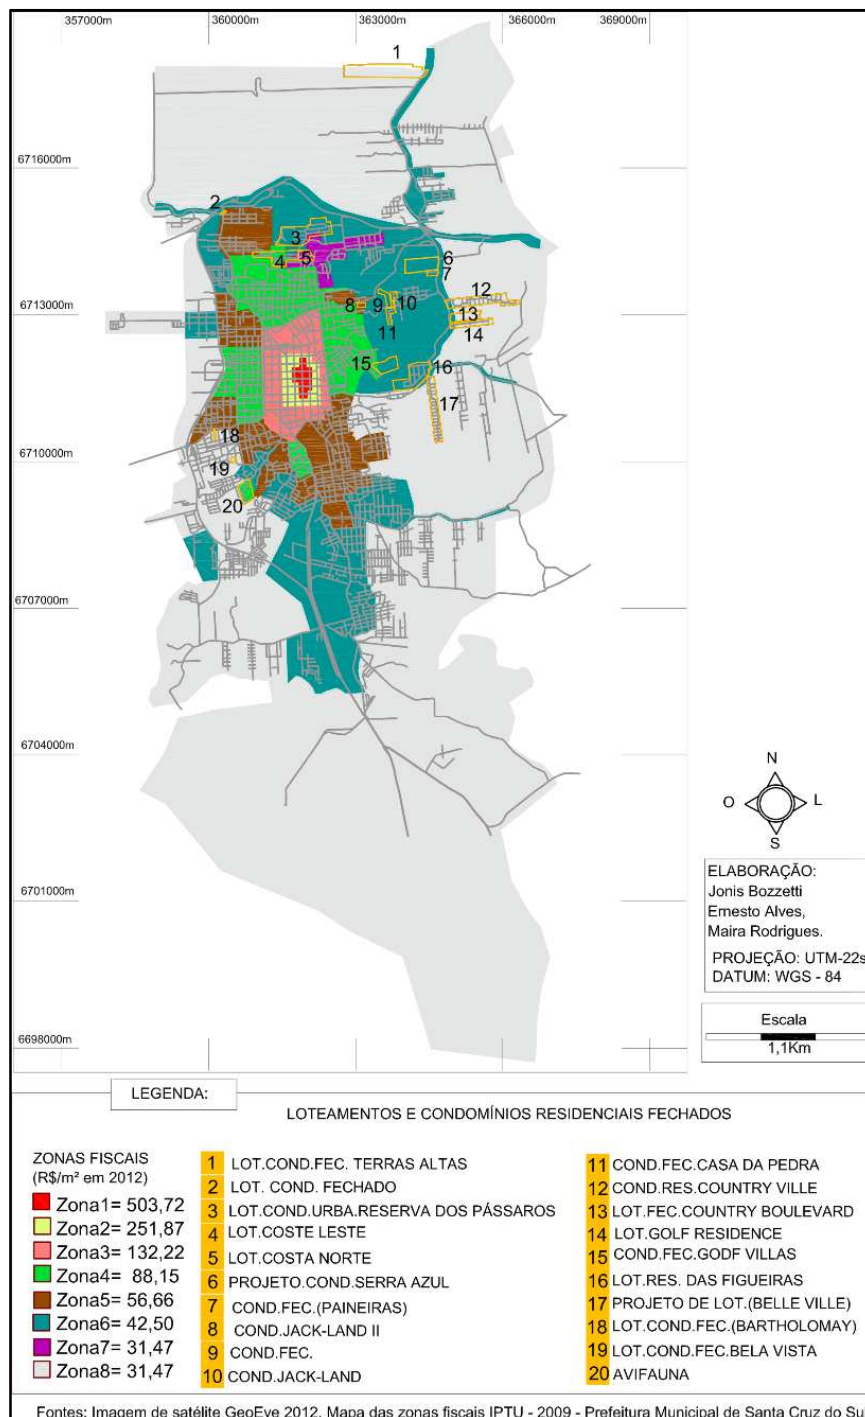 357000m 360000m 363000m 366000m 369000m
1
6716000m
2
3
4 5
6
7
6713000m
8 9 10
12
13
14
11
15
16
17
18
6710000m
19
20
6707000m
6704000m
N
O L
S
ELABORAÇÃO:
Jonis Bozzetti
Ernesto Alves,
Maira Rodrigues.
PROJEÇÃO: UTM-22s
DATUM: WGS - 84
6701000m
Escala
1,1Km
6698000m
LEGENDA:
LOTEAMENTOS E CONDOMÍNIOS RESIDENCIAIS FECHADOS
ZONAS FISCAIS
(R$/m² em 2012)
Zona1= 503,72
Zona2= 251,87
Zona3= 132,22
Zona4= 88,15
Zona5= 56,66
Zona6= 42,50
Zona7= 31,47
Zona8= 31,47
1 LOT.COND.FEC. TERRAS ALTAS
2 LOT. COND. FECHADO
3 LOT.COND.URBA.RESERVA DOS PÁSSAROS
4 LOT.COSTE LESTE
5 LOT.COSTA NORTE
6 PROJETO.COND.SERRA AZUL
7 COND.FEC.(PAINEIRAS)
8 COND.JACK-LAND II
9 COND.FEC.
10 COND.JACK-LAND
11 COND.FEC.CASA DA PEDRA
12 COND.RES.COUNTRY VILLE
13 LOT.FEC.COUNTRY BOULEVARD
14 LOT.GOLF RESIDENCE
15 COND.FEC.GODF VILLAS
16 LOT.RES. DAS FIGUEIRAS
17 PROJETO DE LOT.(BELLE VILLE)
18 LOT.COND.FEC.(BARTHOLOMAY)
19 LOT.COND.FEC.BELA VISTA
20 AVIFAUNA
Fontes: Imagem de satélite GeoEye 2012, Mapa das zonas fiscais IPTU - 2009 - Prefeitura Municipal de Santa Cruz do Su